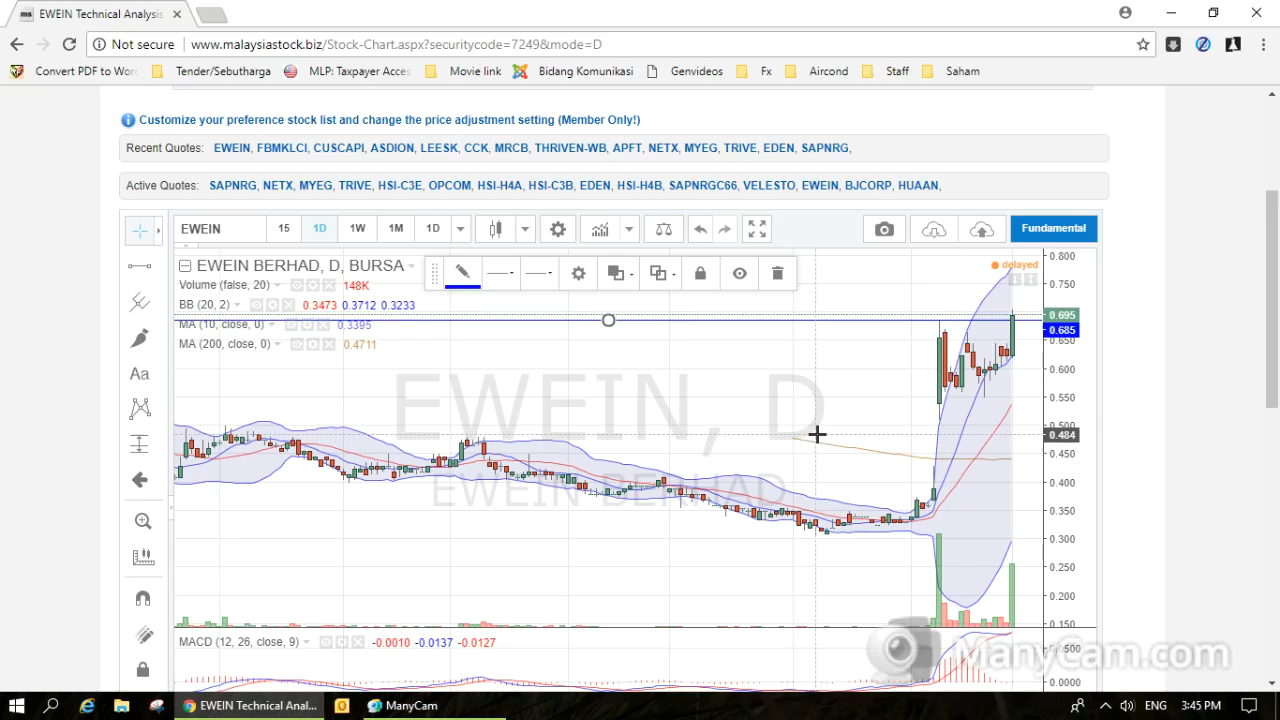 EWEIN Technical Analysis
Not secure www.malaysiastock.biz/Stock-Chart.aspx?securitycode=7249&mode=D
Convert PDF to Wor Tender/Sebutharga MLP: Taxpayer Acces Movie link Bidang Komunikasi Genvideos Fx Aircond Staff Saham
Customize your preference stock list and change the price adjustment setting (Member Only!)
Recent Quotes: EWEIN, FBMKLCI, CUSCAPI, ASDION, LEESK, CCK, MRCB, THRIVEN-WB, APFT, NETX, MYEG, TRIVE, EDEN, SAPNRG,
Active Quotes: SAPNRG, NETX, MYEG, TRIVE, HSI-C3E, OPCOM, HSI-H4A, HSI-C3B, EDEN, HSI-H4B, SAPNRGC66, VELESTO, EWEIN, BJCORP, HUAAN,
EWEIN 15 1D 1W 1M 1D Fundamental
EWEIN BERHAD, D, BURSA
delayed
Volume (false, 20) 148K
BB (20, 2) 0.3473 0.3712 0.3233
MA (10, close, 0) 0.3395
MA (200, close, 0) 0.4711
Aa
EWEIN, D
EWEIN BERHAD
0.800
0.750
0.695
0.685
0.650
0.600
0.550
0.500
0.484
0.450
0.400
0.350
0.300
0.250
0.200
0.150
MACD (12, 26, close, 9) -0.0010 -0.0137 -0.0127
0.0500
0.0000
ManyCam.com
EWEIN Technical Anal... ManyCam ENG 3:45 PM